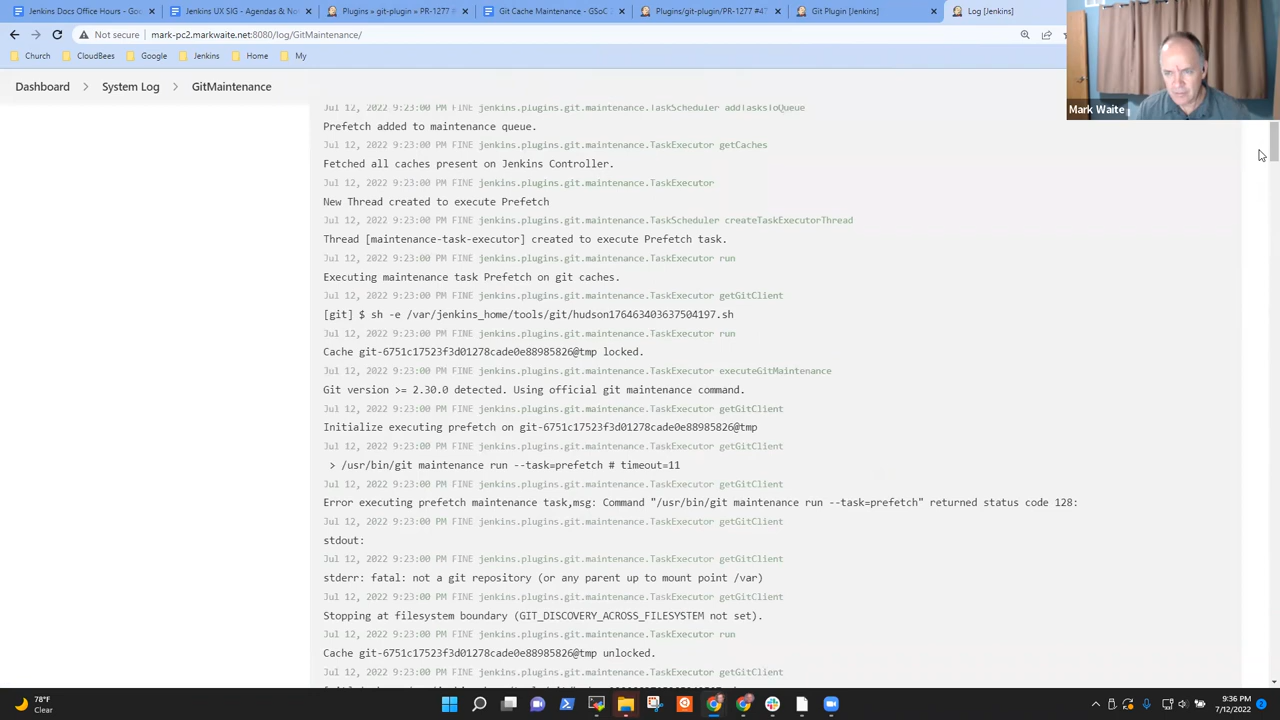 Jenkins Docs Office Hours - Goo
Jenkins UX SIG - Agendas & No
Plugins » git-plugin » PR-1277 #
Git Cache Maintenance - GSoC
Plugins/git-plugin/PR-1277 #47
Git Plugin [Jenkins]
Log [Jenkins]
Not secure | mark-pc2.markwaite.net:8080/log/GitMaintenance/
Church
CloudBees
Google
Jenkins
Home
My
Mark Waite
Dashboard
System Log
GitMaintenance
Jul 12, 2022 9:23:00 PM FINE jenkins.plugins.git.maintenance.TaskScheduler addTasksToQueue
Prefetch added to maintenance queue.
Jul 12, 2022 9:23:00 PM FINE jenkins.plugins.git.maintenance.TaskExecutor getCaches
Fetched all caches present on Jenkins Controller.
Jul 12, 2022 9:23:00 PM FINE jenkins.plugins.git.maintenance.TaskExecutor
New Thread created to execute Prefetch
Jul 12, 2022 9:23:00 PM FINE jenkins.plugins.git.maintenance.TaskScheduler createTaskExecutorThread
Thread [maintenance-task-executor] created to execute Prefetch task.
Jul 12, 2022 9:23:00 PM FINE jenkins.plugins.git.maintenance.TaskExecutor run
Executing maintenance task Prefetch on git caches.
Jul 12, 2022 9:23:00 PM FINE jenkins.plugins.git.maintenance.TaskExecutor getGitClient
[git] $ sh -e /var/jenkins_home/tools/git/hudson176463403637504197.sh
Jul 12, 2022 9:23:00 PM FINE jenkins.plugins.git.maintenance.TaskExecutor run
Cache git-6751c17523f3d01278cade0e88985826@tmp locked.
Jul 12, 2022 9:23:00 PM FINE jenkins.plugins.git.maintenance.TaskExecutor executeGitMaintenance
Git version >= 2.30.0 detected. Using official git maintenance command.
Jul 12, 2022 9:23:00 PM FINE jenkins.plugins.git.maintenance.TaskExecutor getGitClient
Initialize executing prefetch on git-6751c17523f3d01278cade0e88985826@tmp
Jul 12, 2022 9:23:00 PM FINE jenkins.plugins.git.maintenance.TaskExecutor getGitClient
> /usr/bin/git maintenance run --task=prefetch # timeout=11
Jul 12, 2022 9:23:00 PM FINE jenkins.plugins.git.maintenance.TaskExecutor getGitClient
Error executing prefetch maintenance task,msg: Command "/usr/bin/git maintenance run --task=prefetch" returned status code 128:
Jul 12, 2022 9:23:00 PM FINE jenkins.plugins.git.maintenance.TaskExecutor getGitClient
stdout:
Jul 12, 2022 9:23:00 PM FINE jenkins.plugins.git.maintenance.TaskExecutor getGitClient
stderr: fatal: not a git repository (or any parent up to mount point /var)
Jul 12, 2022 9:23:00 PM FINE jenkins.plugins.git.maintenance.TaskExecutor getGitClient
Stopping at filesystem boundary (GIT_DISCOVERY_ACROSS_FILESYSTEM not set).
Jul 12, 2022 9:23:00 PM FINE jenkins.plugins.git.maintenance.TaskExecutor run
Cache git-6751c17523f3d01278cade0e88985826@tmp unlocked.
Jul 12, 2022 9:23:00 PM FINE jenkins.plugins.git.maintenance.TaskExecutor getGitClient
78°F
Clear
9:36 PM
7/12/2022